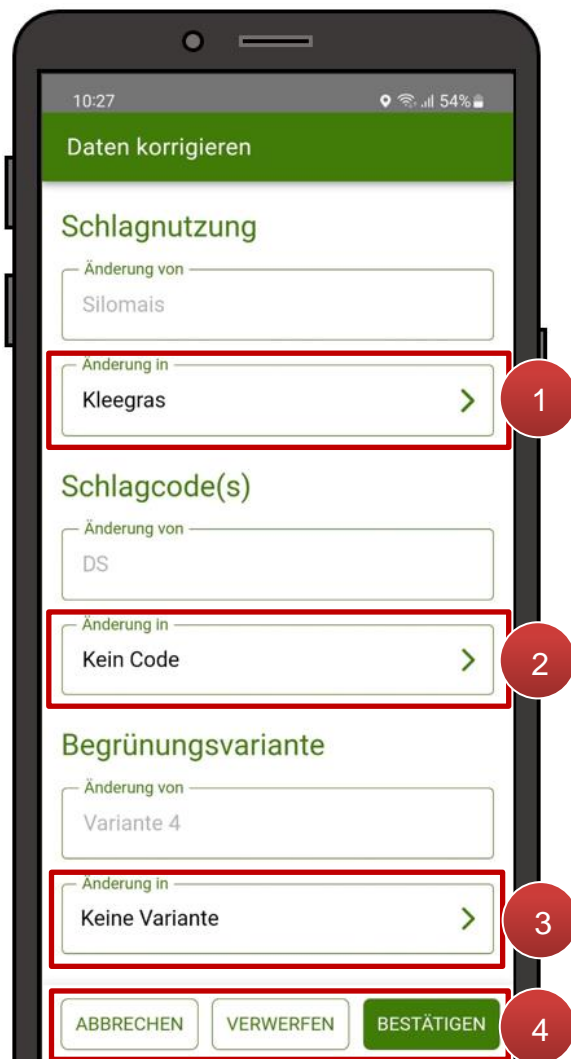 10:27 54%
Daten korrigieren
Schlagnutzung
Änderung von
Silomais
Änderung in
Kleegras
1
Schlagcode(s)
Änderung von
DS
Änderung in
Kein Code
2
Begrünungsvariante
Änderung von
Variante 4
Änderung in
Keine Variante
3
ABBRECHEN VERWERFEN BESTÄTIGEN
4